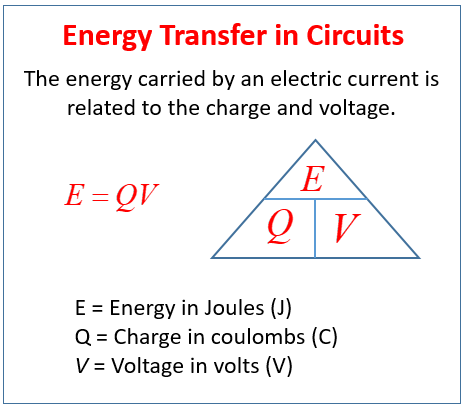 Energy Transfer in Circuits
The energy carried by an electric current is
related to the charge and voltage.
E = QV
E
Q V
E = Energy in Joules (J)
Q = Charge in coulombs (C)
V = Voltage in volts (V)